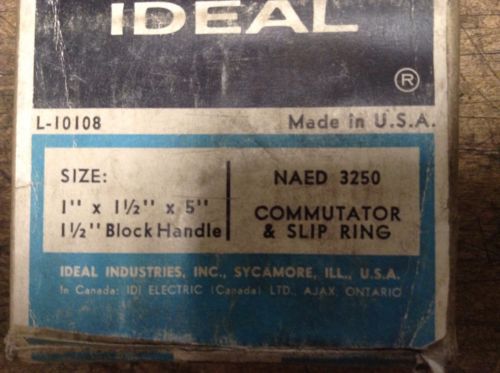 IDEAL
®
L-10108 Made in U.S.A.
SIZE:
1" x 1½" x 5"
1½" Block Handle
NAED 3250
COMMUTATOR
& SLIP RING
IDEAL INDUSTRIES, INC., SYCAMORE, ILL., U.S.A.
In Canada: IDI ELECTRIC (Canada) LTD., AJAX, ONTARIO